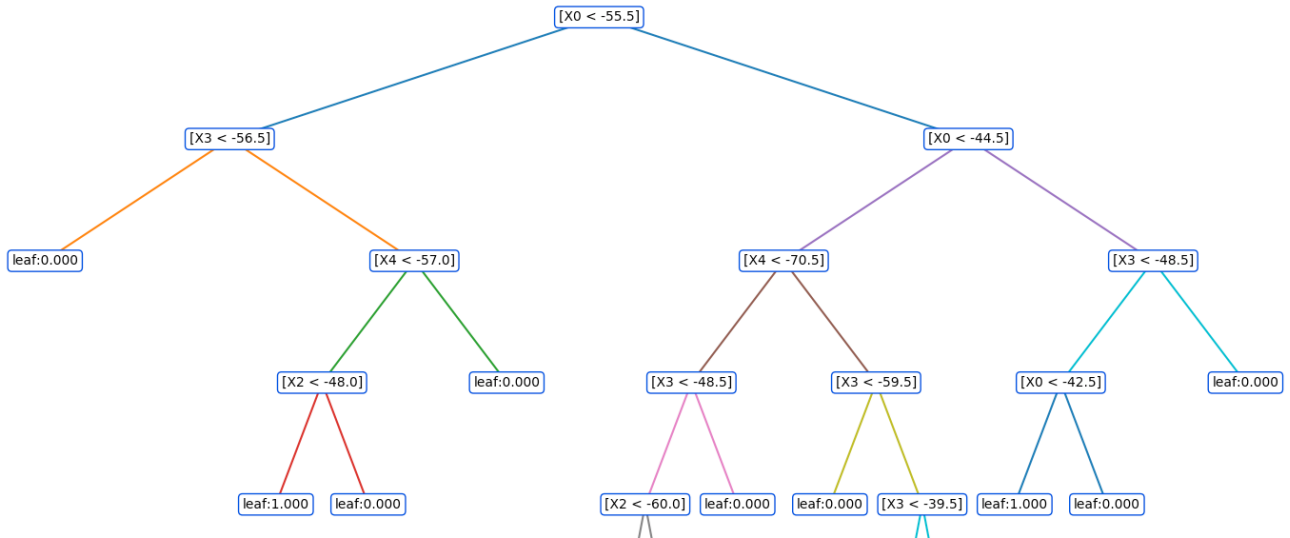 [X0 < -55.5]
[X3 < -56.5]
[X0 < -44.5]
leaf:0.000
[X4 < -57.0]
[X4 < -70.5]
[X3 < -48.5]
[X2 < -48.0]
leaf:0.000
[X3 < -48.5]
[X3 < -59.5]
[X0 < -42.5]
leaf:0.000
leaf:1.000
leaf:0.000
[X2 < -60.0]
leaf:0.000
leaf:0.000
[X3 < -39.5]
leaf:1.000
leaf:0.000